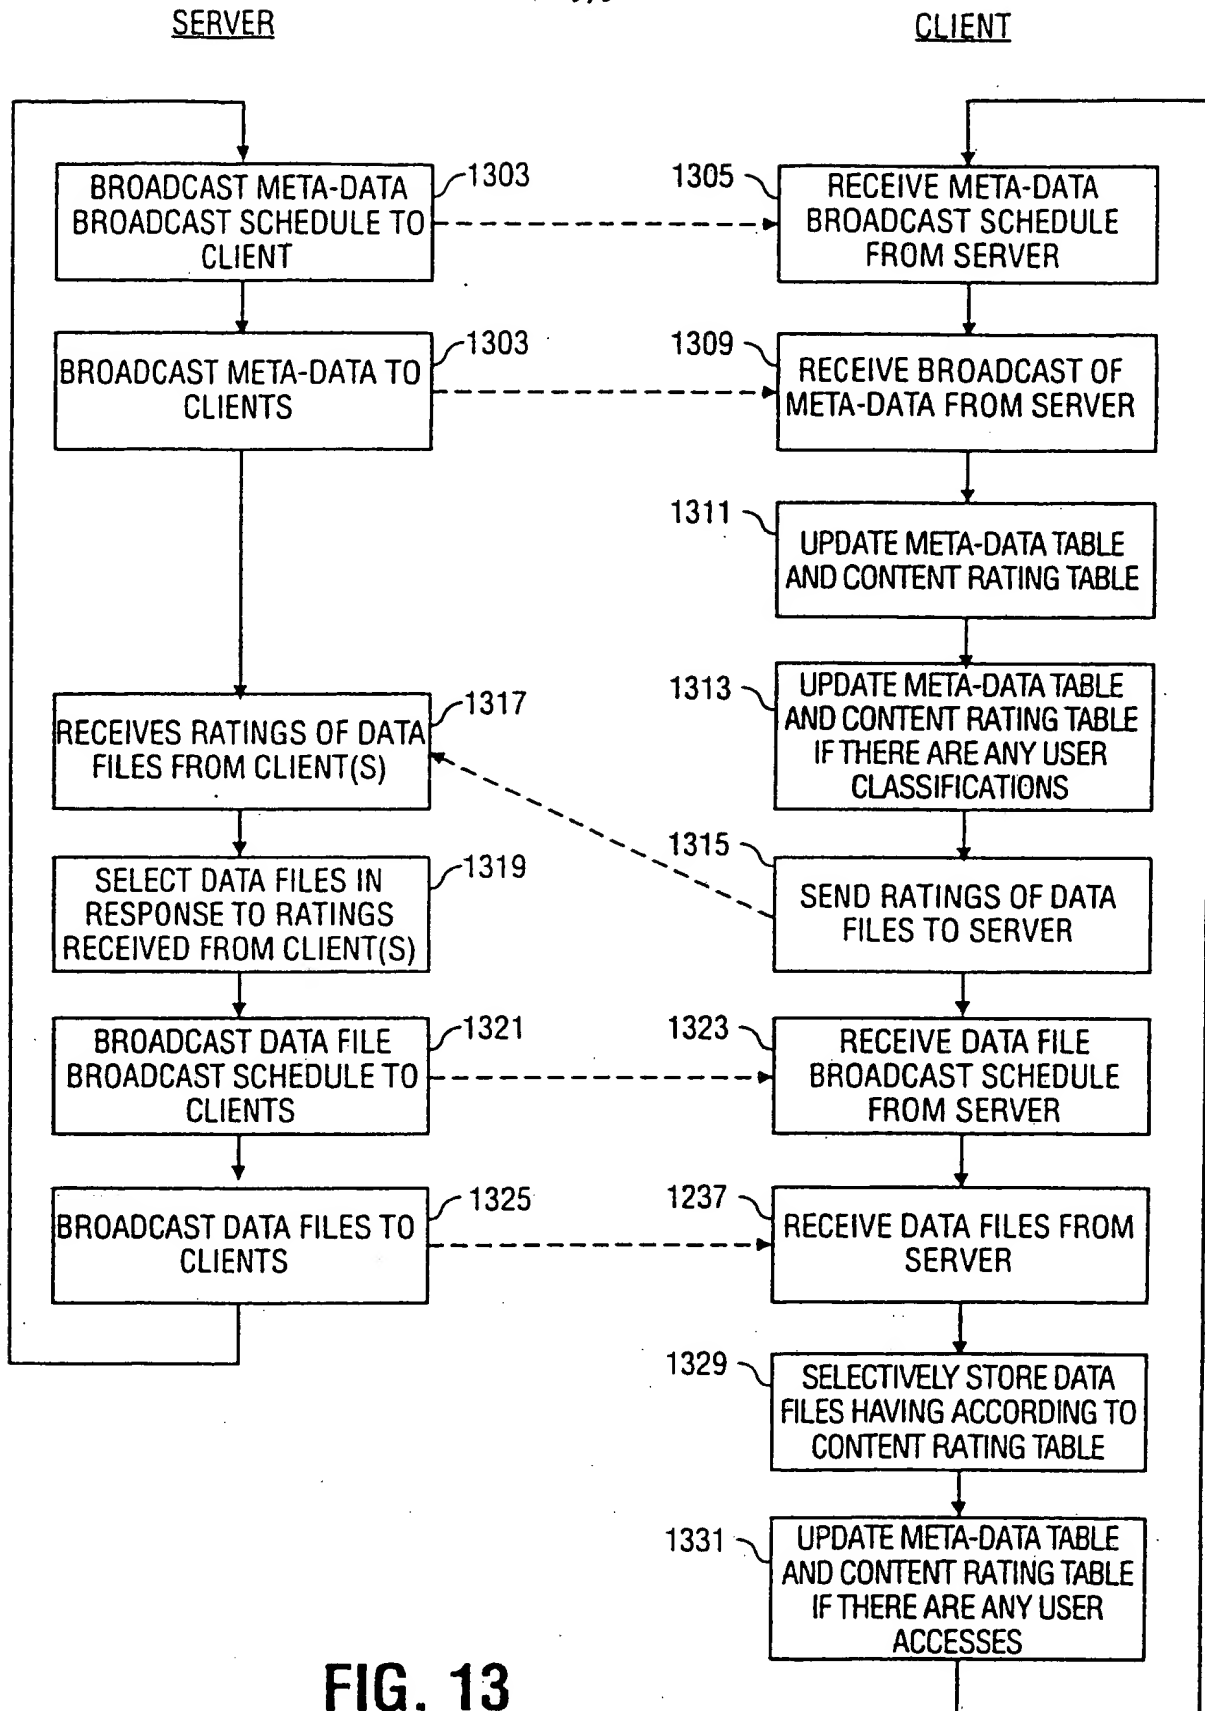 SERVER
CLIENT
BROADCAST META-DATA
BROADCAST SCHEDULE TO
CLIENT
1303
1305
RECEIVE META-DATA
BROADCAST SCHEDULE
FROM SERVER
BROADCAST META-DATA TO
CLIENTS
1303
1309
RECEIVE BROADCAST OF
META-DATA FROM SERVER
1311
UPDATE META-DATA TABLE
AND CONTENT RATING TABLE
1313
UPDATE META-DATA TABLE
AND CONTENT RATING TABLE
IF THERE ARE ANY USER
CLASSIFICATIONS
RECEIVES RATINGS OF DATA
FILES FROM CLIENT(S)
1317
1315
SEND RATINGS OF DATA
FILES TO SERVER
SELECT DATA FILES IN
RESPONSE TO RATINGS
RECEIVED FROM CLIENT(S)
1319
BROADCAST DATA FILE
BROADCAST SCHEDULE TO
CLIENTS
1321
1323
RECEIVE DATA FILE
BROADCAST SCHEDULE
FROM SERVER
BROADCAST DATA FILES TO
CLIENTS
1325
1237
RECEIVE DATA FILES FROM
SERVER
1329
SELECTIVELY STORE DATA
FILES HAVING ACCORDING TO
CONTENT RATING TABLE
1331
UPDATE META-DATA TABLE
AND CONTENT RATING TABLE
IF THERE ARE ANY USER
ACCESSES
FIG. 13